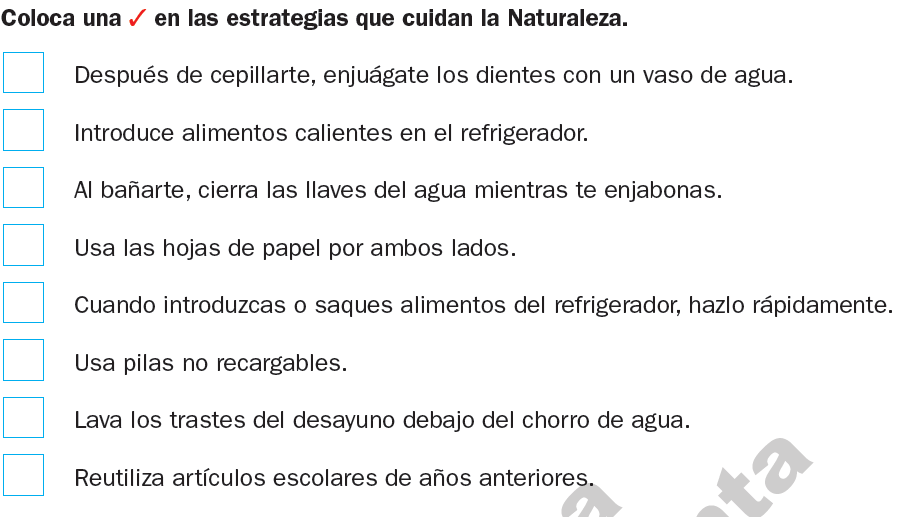 Coloca una ✓ en las estrategias que cuidan la Naturaleza.
Después de cepillarte, enjuágate los dientes con un vaso de agua.
Introduce alimentos calientes en el refrigerador.
Al bañarte, cierra las llaves del agua mientras te enjabonas.
Usa las hojas de papel por ambos lados.
Cuando introduzcas o saques alimentos del refrigerador, hazlo rápidamente.
Usa pilas no recargables.
Lava los trastes del desayuno debajo del chorro de agua.
Reutiliza artículos escolares de años anteriores.